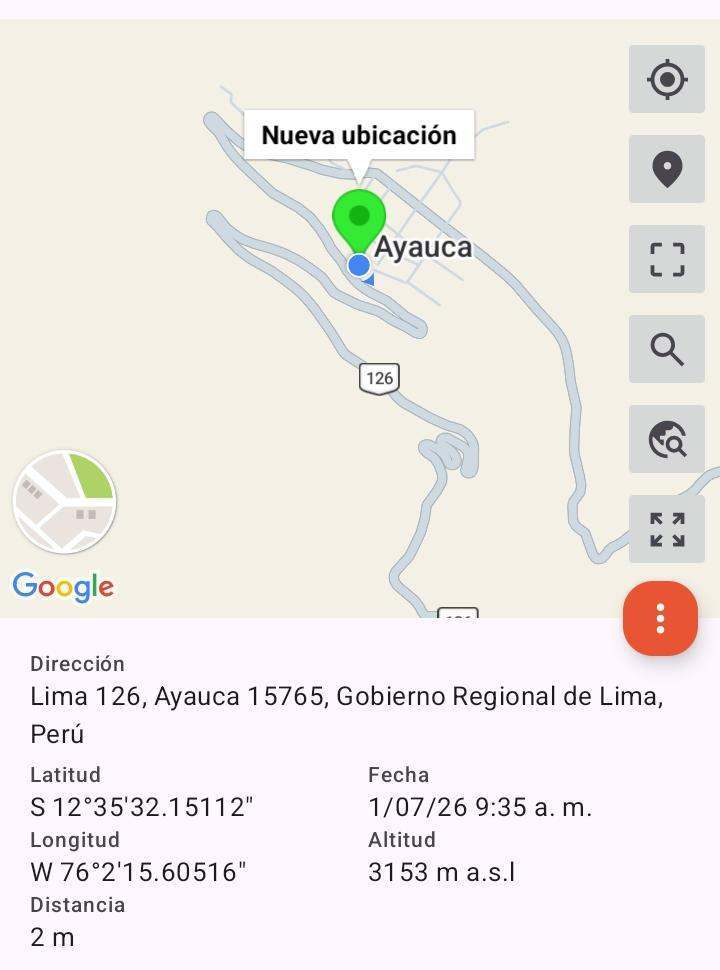 Nueva ubicación
Ayauca
126
Google
Dirección
Lima 126, Ayauca 15765, Gobierno Regional de Lima,
Perú
Latitud
S 12°35'32.15112"
Fecha
1/07/26 9:35 a. m.
Longitud
W 76°2'15.60516"
Altitud
3153 m a.s.l
Distancia
2 m